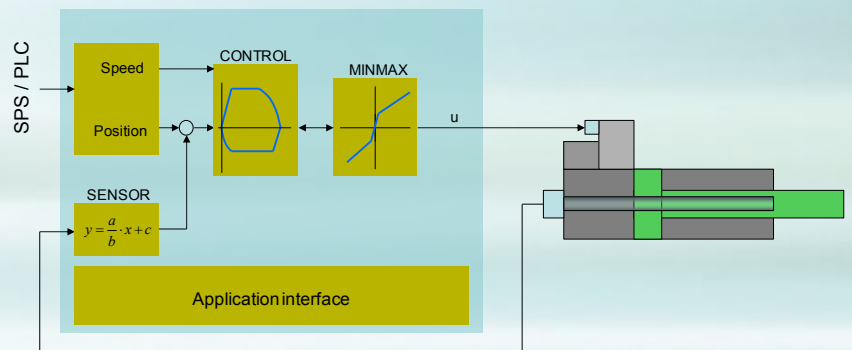 SPS / PLC
Speed
Position
CONTROL
MINMAX
u
SENSOR
y = a/b · x + c
Application interface